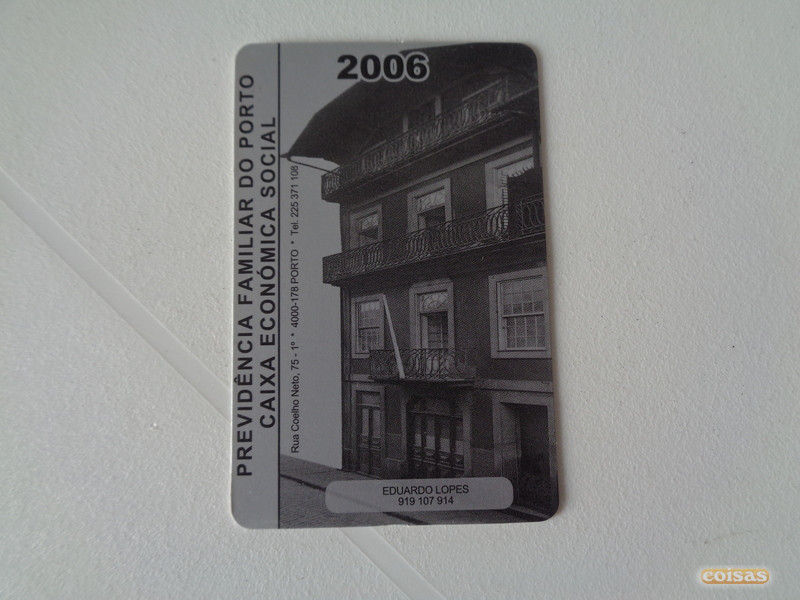 2006
PREVIDÊNCIA FAMILIAR DO PORTO
CAIXA ECONÓMICA SOCIAL
Rua Coelho Neto, 75 - 1º * 4000-178 PORTO * Tel. 225 371 108
EDUARDO LOPES
919 107 914
coisas